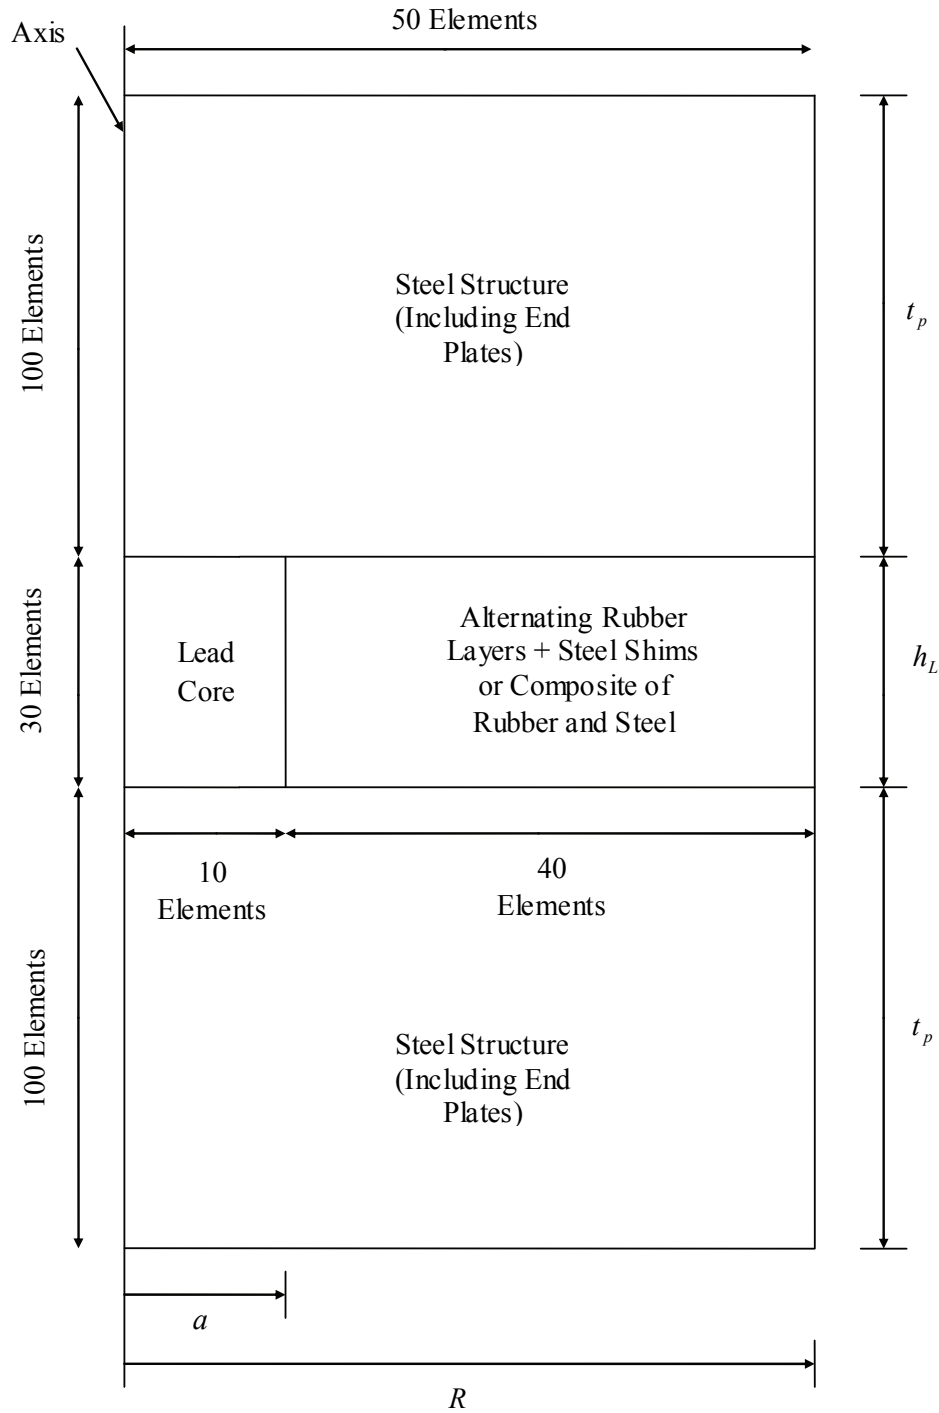 50 Elements
Axis
100 Elements
Steel Structure
(Including End
Plates)
t_p
30 Elements
Lead
Core
Alternating Rubber
Layers + Steel Shims
or Composite of
Rubber and Steel
h_L
10
Elements
40
Elements
100 Elements
Steel Structure
(Including End
Plates)
t_p
a
R